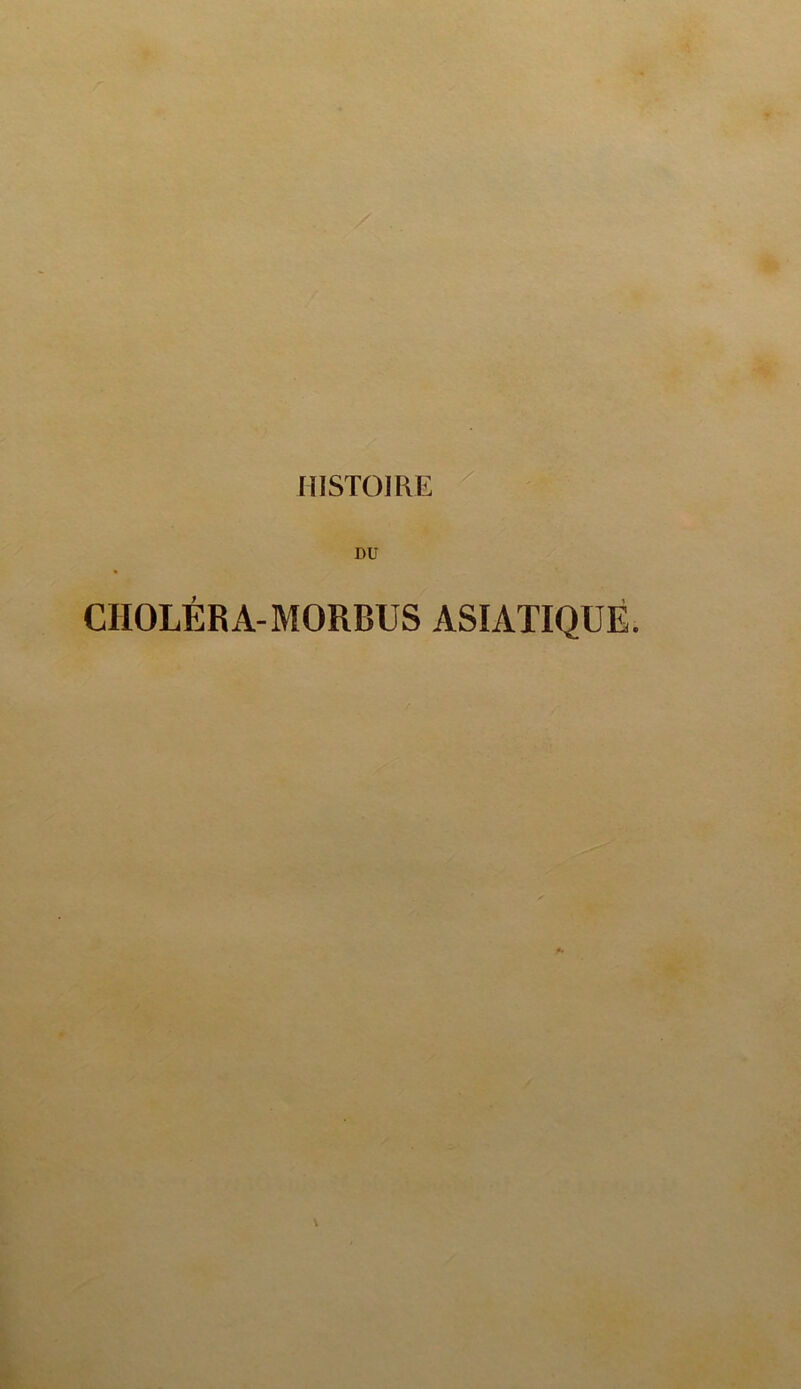 HISTOIRE
DU
CHOLÉRA-MORBUS ASIATIQUE.